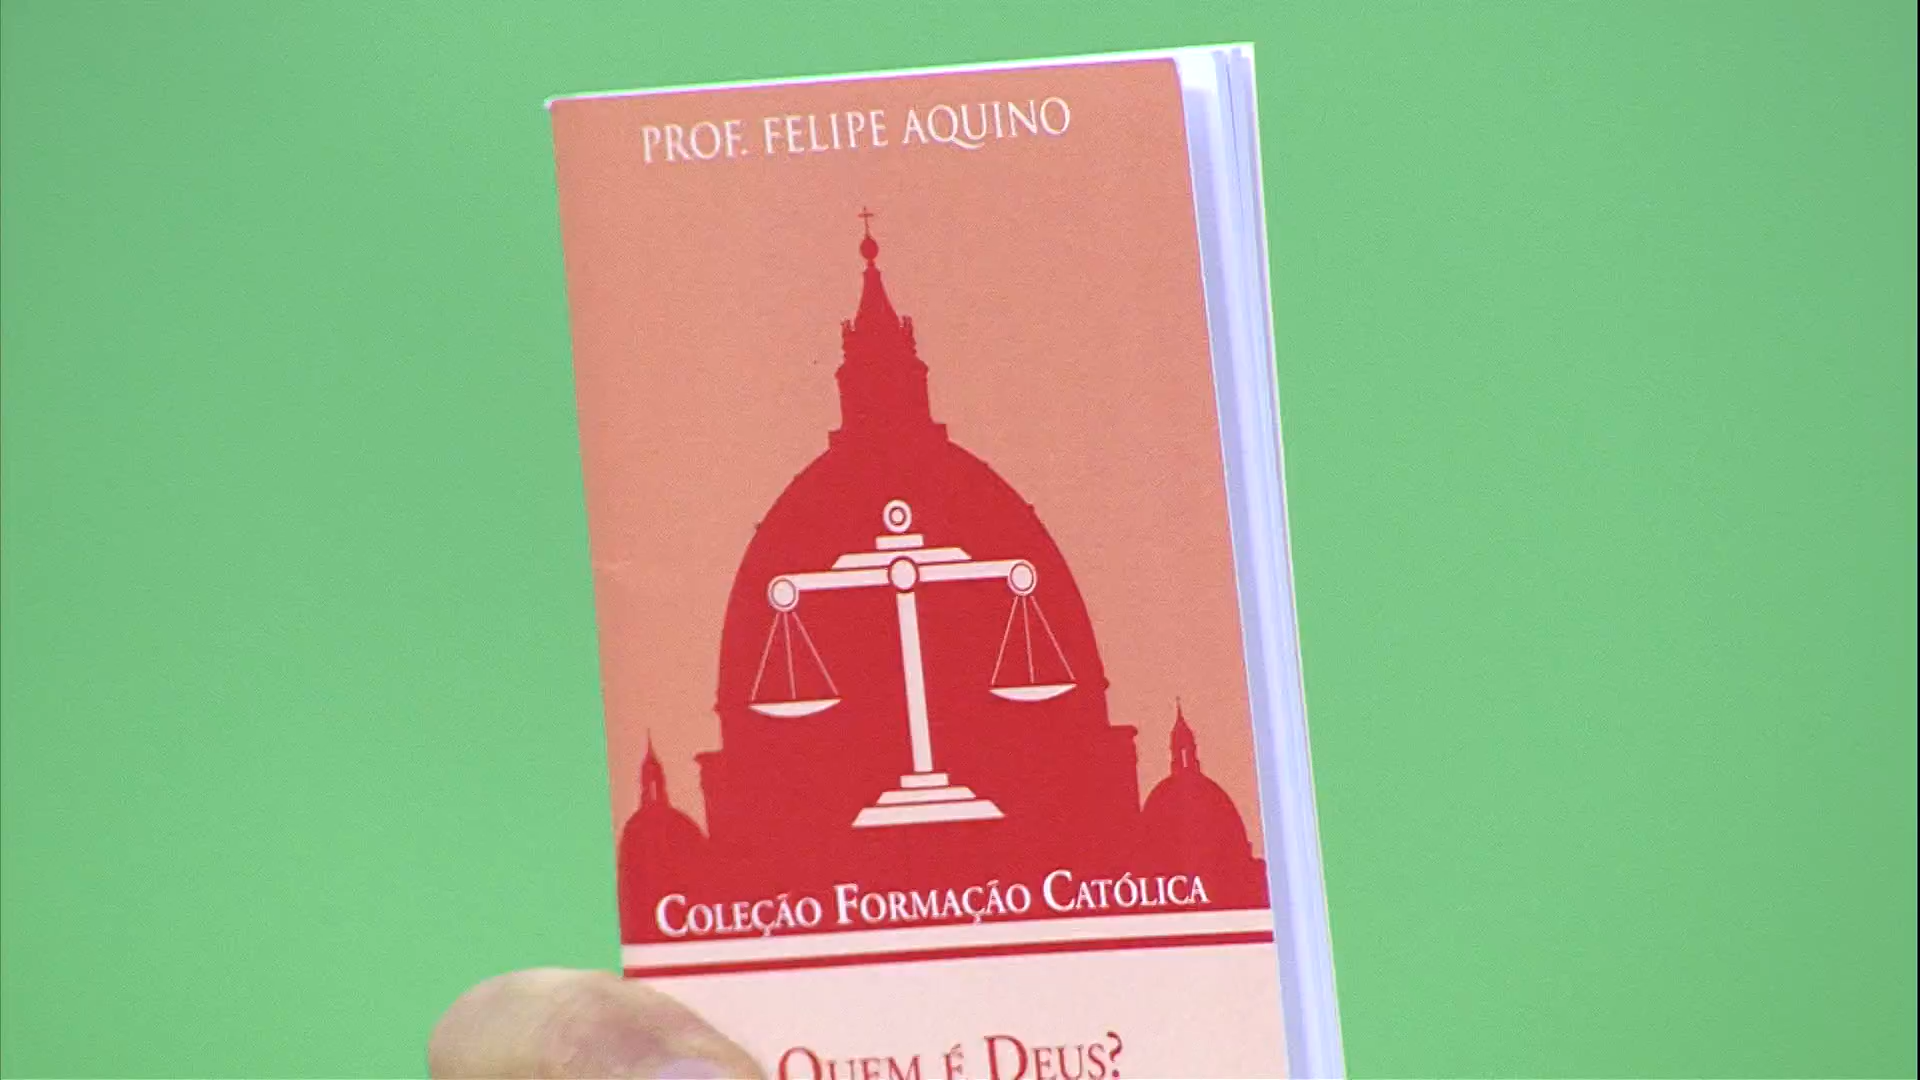 PROF. FELIPE AQUINO
COLEÇÃO FORMAÇÃO CATÓLICA
QUEM É DEUS?